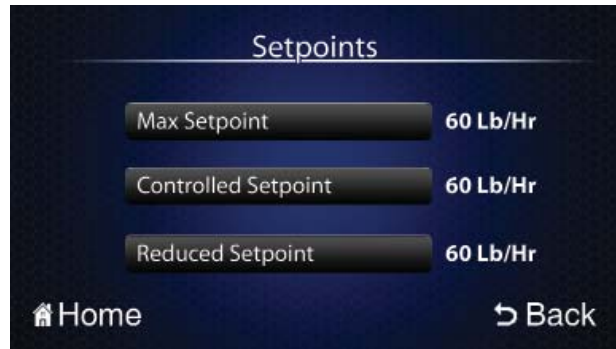 Setpoints
Max Setpoint 60 Lb/Hr
Controlled Setpoint 60 Lb/Hr
Reduced Setpoint 60 Lb/Hr
Home Back